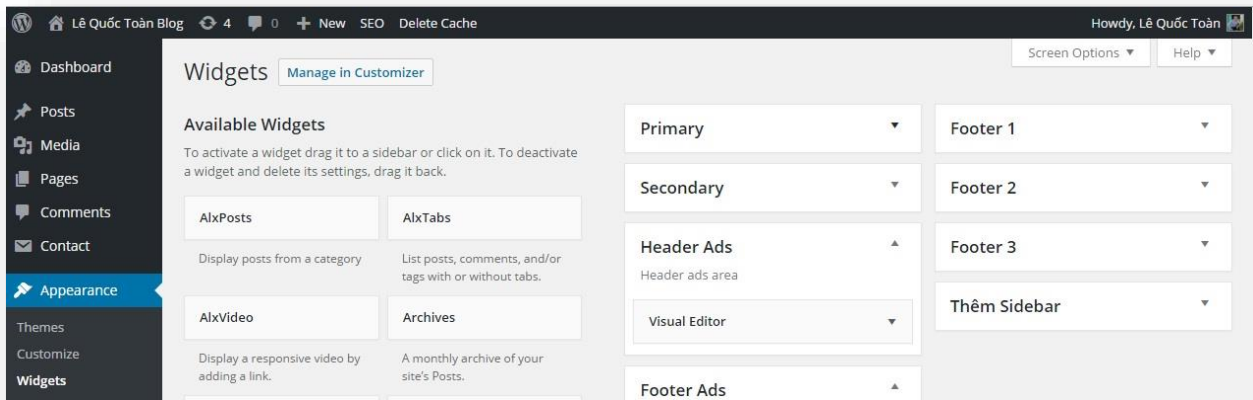 Lê Quốc Toàn Blog 4 0 New SEO Delete Cache Howdy, Lê Quốc Toàn
Screen Options Help
Dashboard
Posts
Media
Pages
Comments
Contact
Appearance
Themes
Customize
Widgets
Widgets Manage in Customizer
Available Widgets
To activate a widget drag it to a sidebar or click on it. To deactivate
a widget and delete its settings, drag it back.
AlxPosts
Display posts from a category
AlxTabs
List posts, comments, and/or
tags with or without tabs.
AlxVideo
Display a responsive video by
adding a link.
Archives
A monthly archive of your
site's Posts.
Primary
Secondary
Header Ads
Header ads area
Visual Editor
Footer Ads
Footer 1
Footer 2
Footer 3
Thêm Sidebar